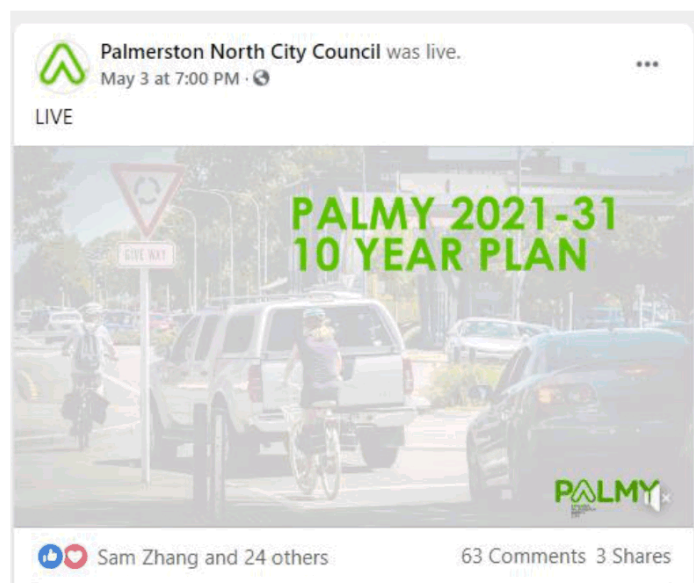 Palmerston North City Council was live.
May 3 at 7:00 PM ·
LIVE
PALMY 2021-31
10 YEAR PLAN
GIVE WAY
PALMY
Sam Zhang and 24 others
63 Comments 3 Shares